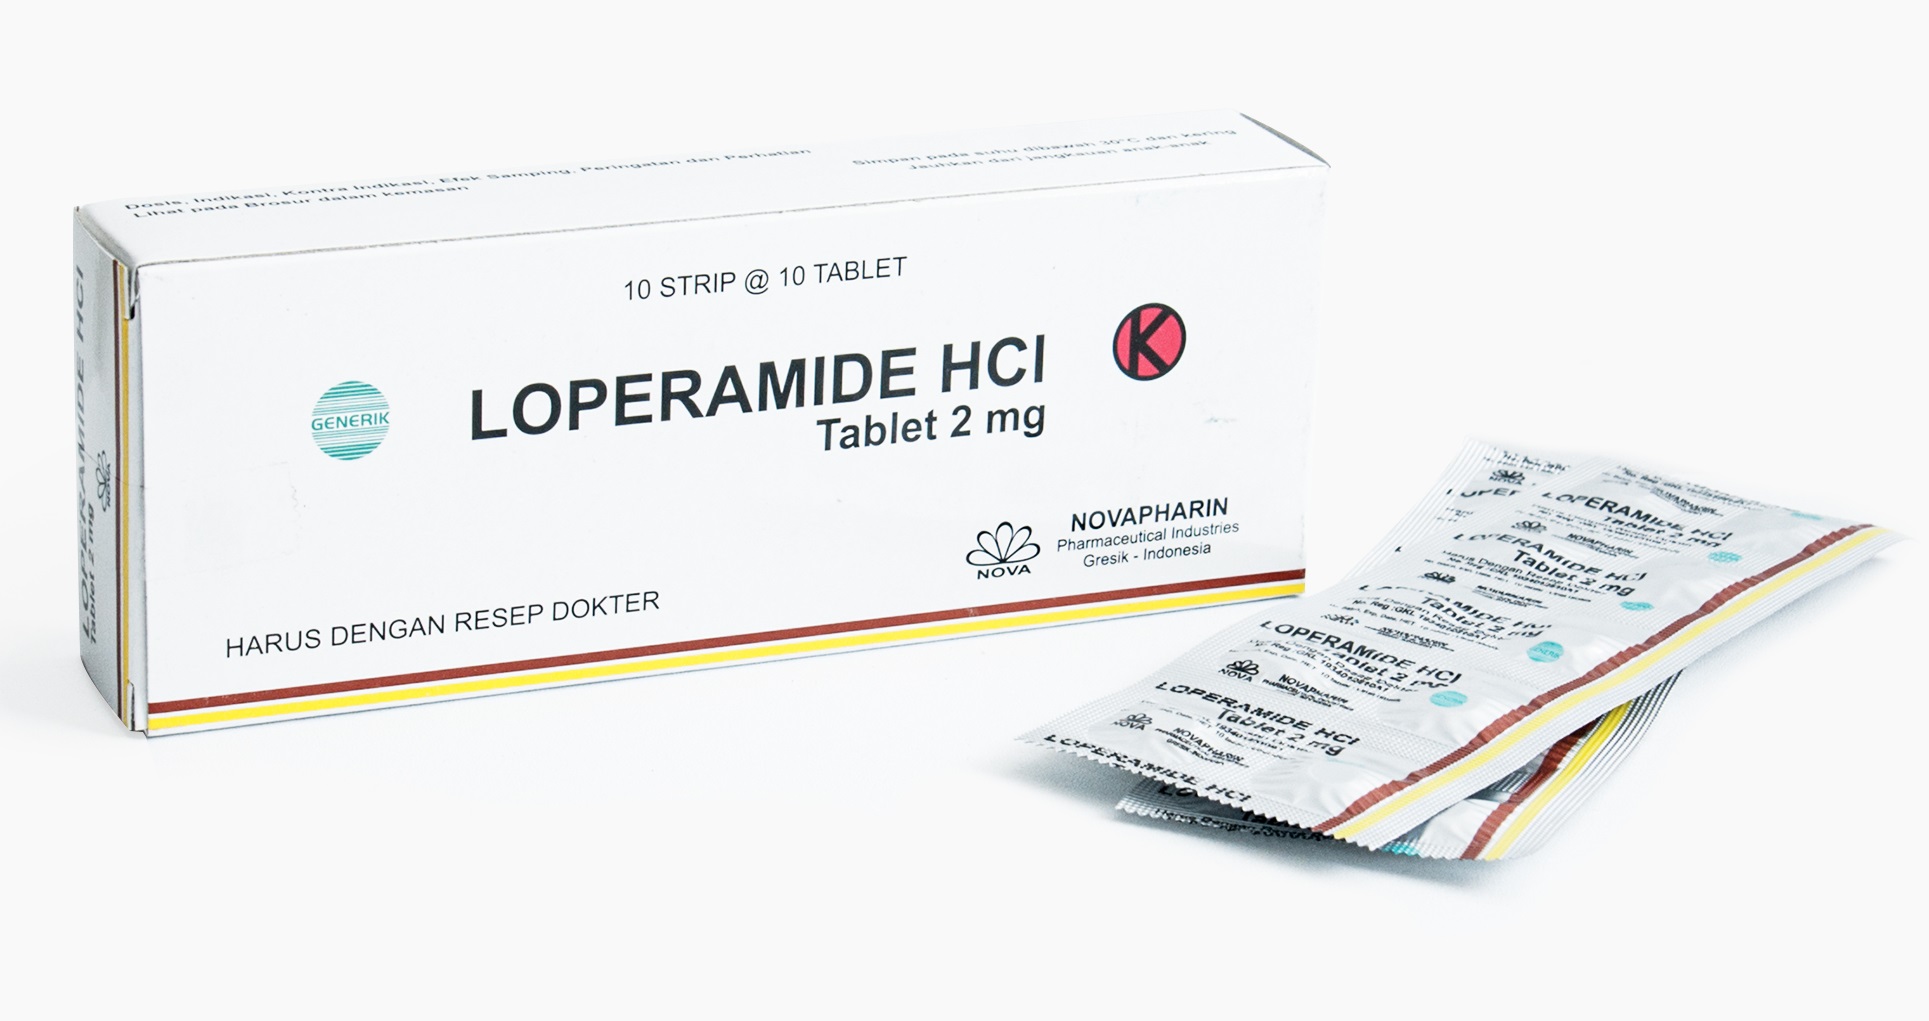 Dosis, Indikasi, Kontra Indikasi, Efek Samping, Peringatan dan Perhatian
Lihat pada Brosur dalam kemasan
Simpan pada suhu dibawah 30°C dan kering
Jauhkan dari jangkauan anak-anak
10 STRIP @ 10 TABLET
K
GENERIK
LOPERAMIDE HCl
Tablet 2 mg
NOVA
NOVAPHARIN
Pharmaceutical Industries
Gresik - Indonesia
HARUS DENGAN RESEP DOKTER
LOPERAMIDE HCl
Tablet 2 mg
NOVA
NOVA
LOPERAMIDE HCl
Tablet 2 mg
NOVAPHARIN
LOPERAMIDE HCl
Tablet 2 mg
Harus Dengan Resep
LOPERAMIDE HCl
NOVA
NOVAPHARIN
LOPERAMIDE HCl
Tablet 2 mg
NOVA
NOVAPHARIN
LOPERAMIDE HCl